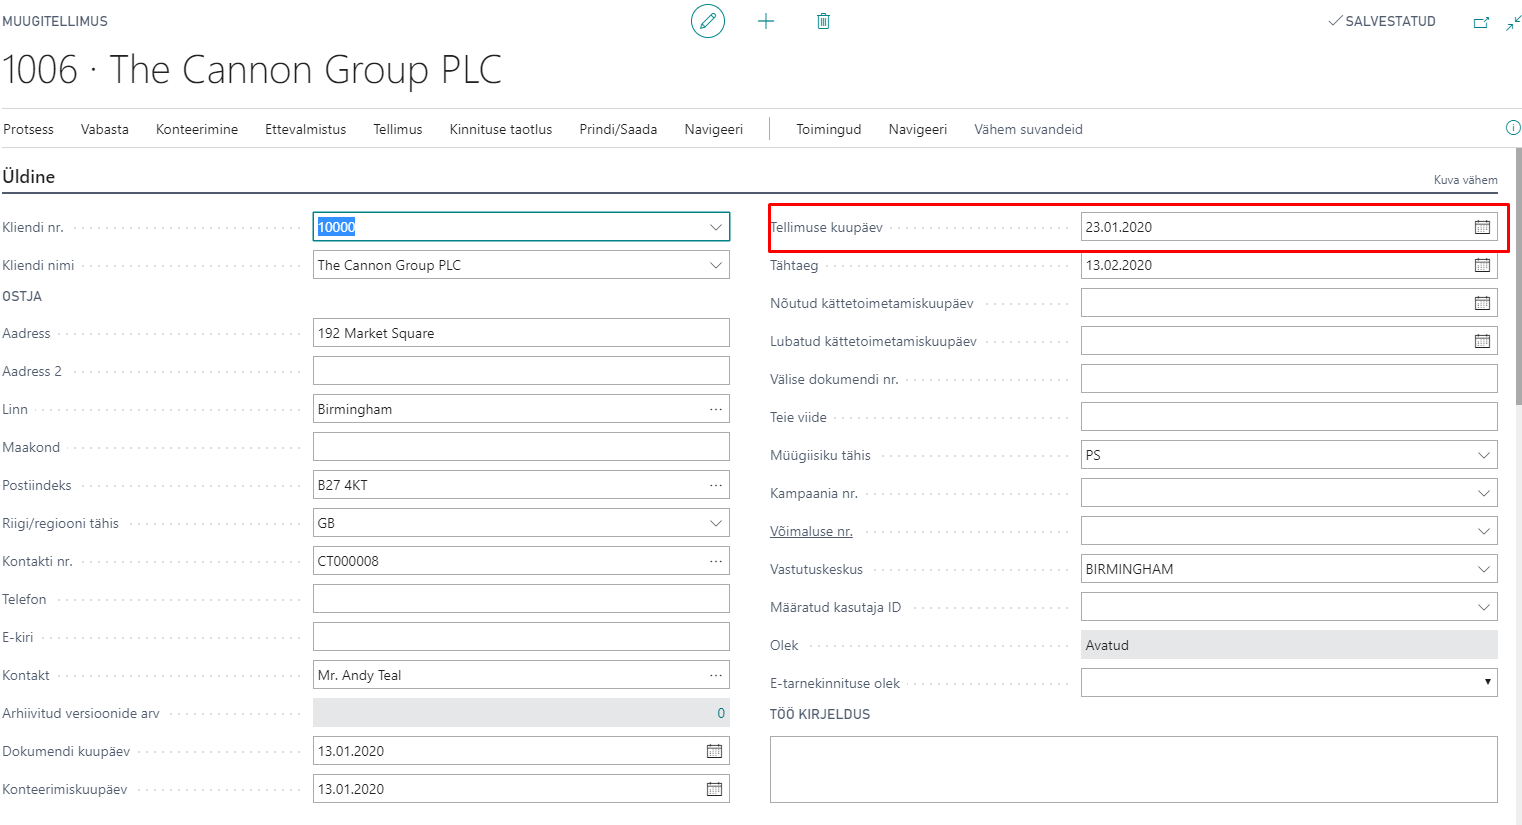 MUUGITELLIMUS
SALVESTATUD
1006 · The Cannon Group PLC
Protsess Vabasta Konteerimine Ettevalmistus Tellimus Kinnituse taotlus Prindi/Saada Navigeeri Toimingud Navigeeri Vähem suvandeid
Üldine
Kuva vähem
Kliendi nr. 10000
Kliendi nimi The Cannon Group PLC
OSTJA
Aadress 192 Market Square
Aadress 2
Linn Birmingham
Maakond
Postiindeks B27 4KT
Riigi/regiooni tähis GB
Kontakti nr. CT000008
Telefon
E-kiri
Kontakt Mr. Andy Teal
Arhiivitud versioonide arv 0
Dokumendi kuupäev 13.01.2020
Konteerimiskuupäev 13.01.2020
Tellimuse kuupäev 23.01.2020
Tähtaeg 13.02.2020
Nõutud kättetoimetamiskuupäev
Lubatud kättetoimetamiskuupäev
Välise dokumendi nr.
Teie viide
Müügiisiku tähis PS
Kampaania nr.
Võimaluse nr.
Vastutuskeskus BIRMINGHAM
Määratud kasutaja ID
Olek Avatud
E-tarnekinnituse olek
TÖÖ KIRJELDUS